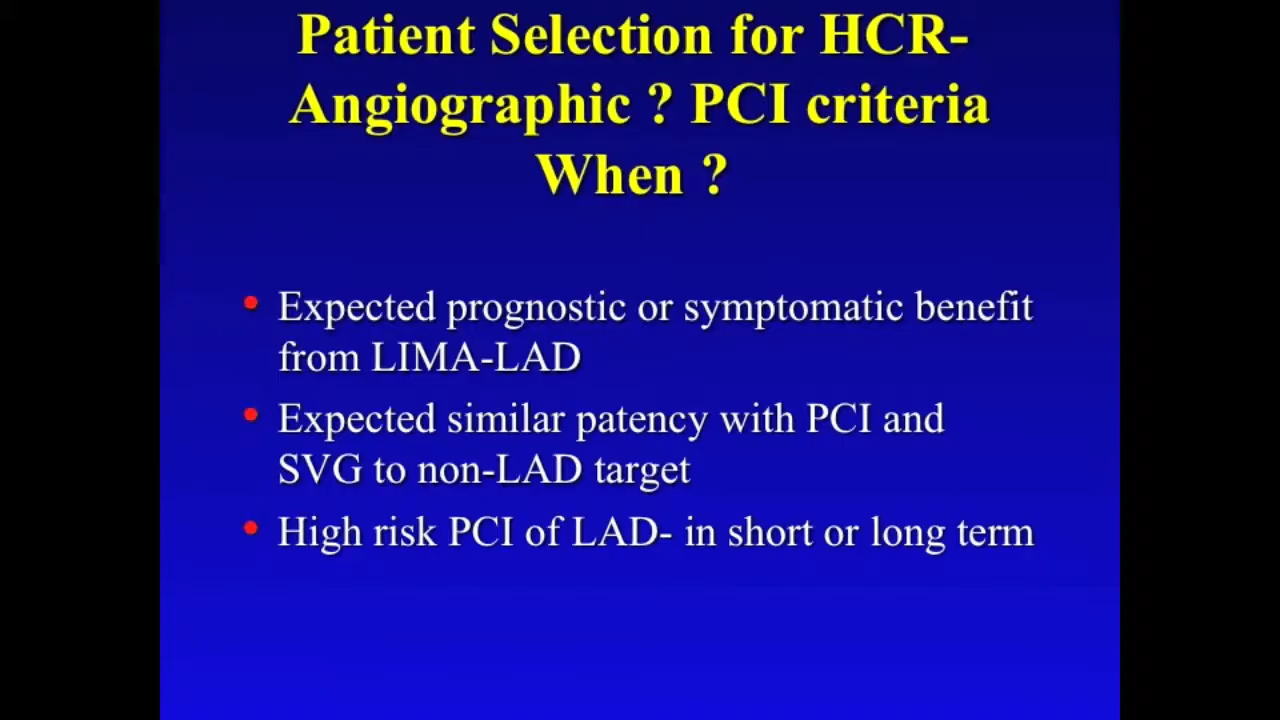 Patient Selection for HCR-
Angiographic ? PCI criteria
When ?
• Expected prognostic or symptomatic benefit
from LIMA-LAD
• Expected similar patency with PCI and
SVG to non-LAD target
• High risk PCI of LAD- in short or long term